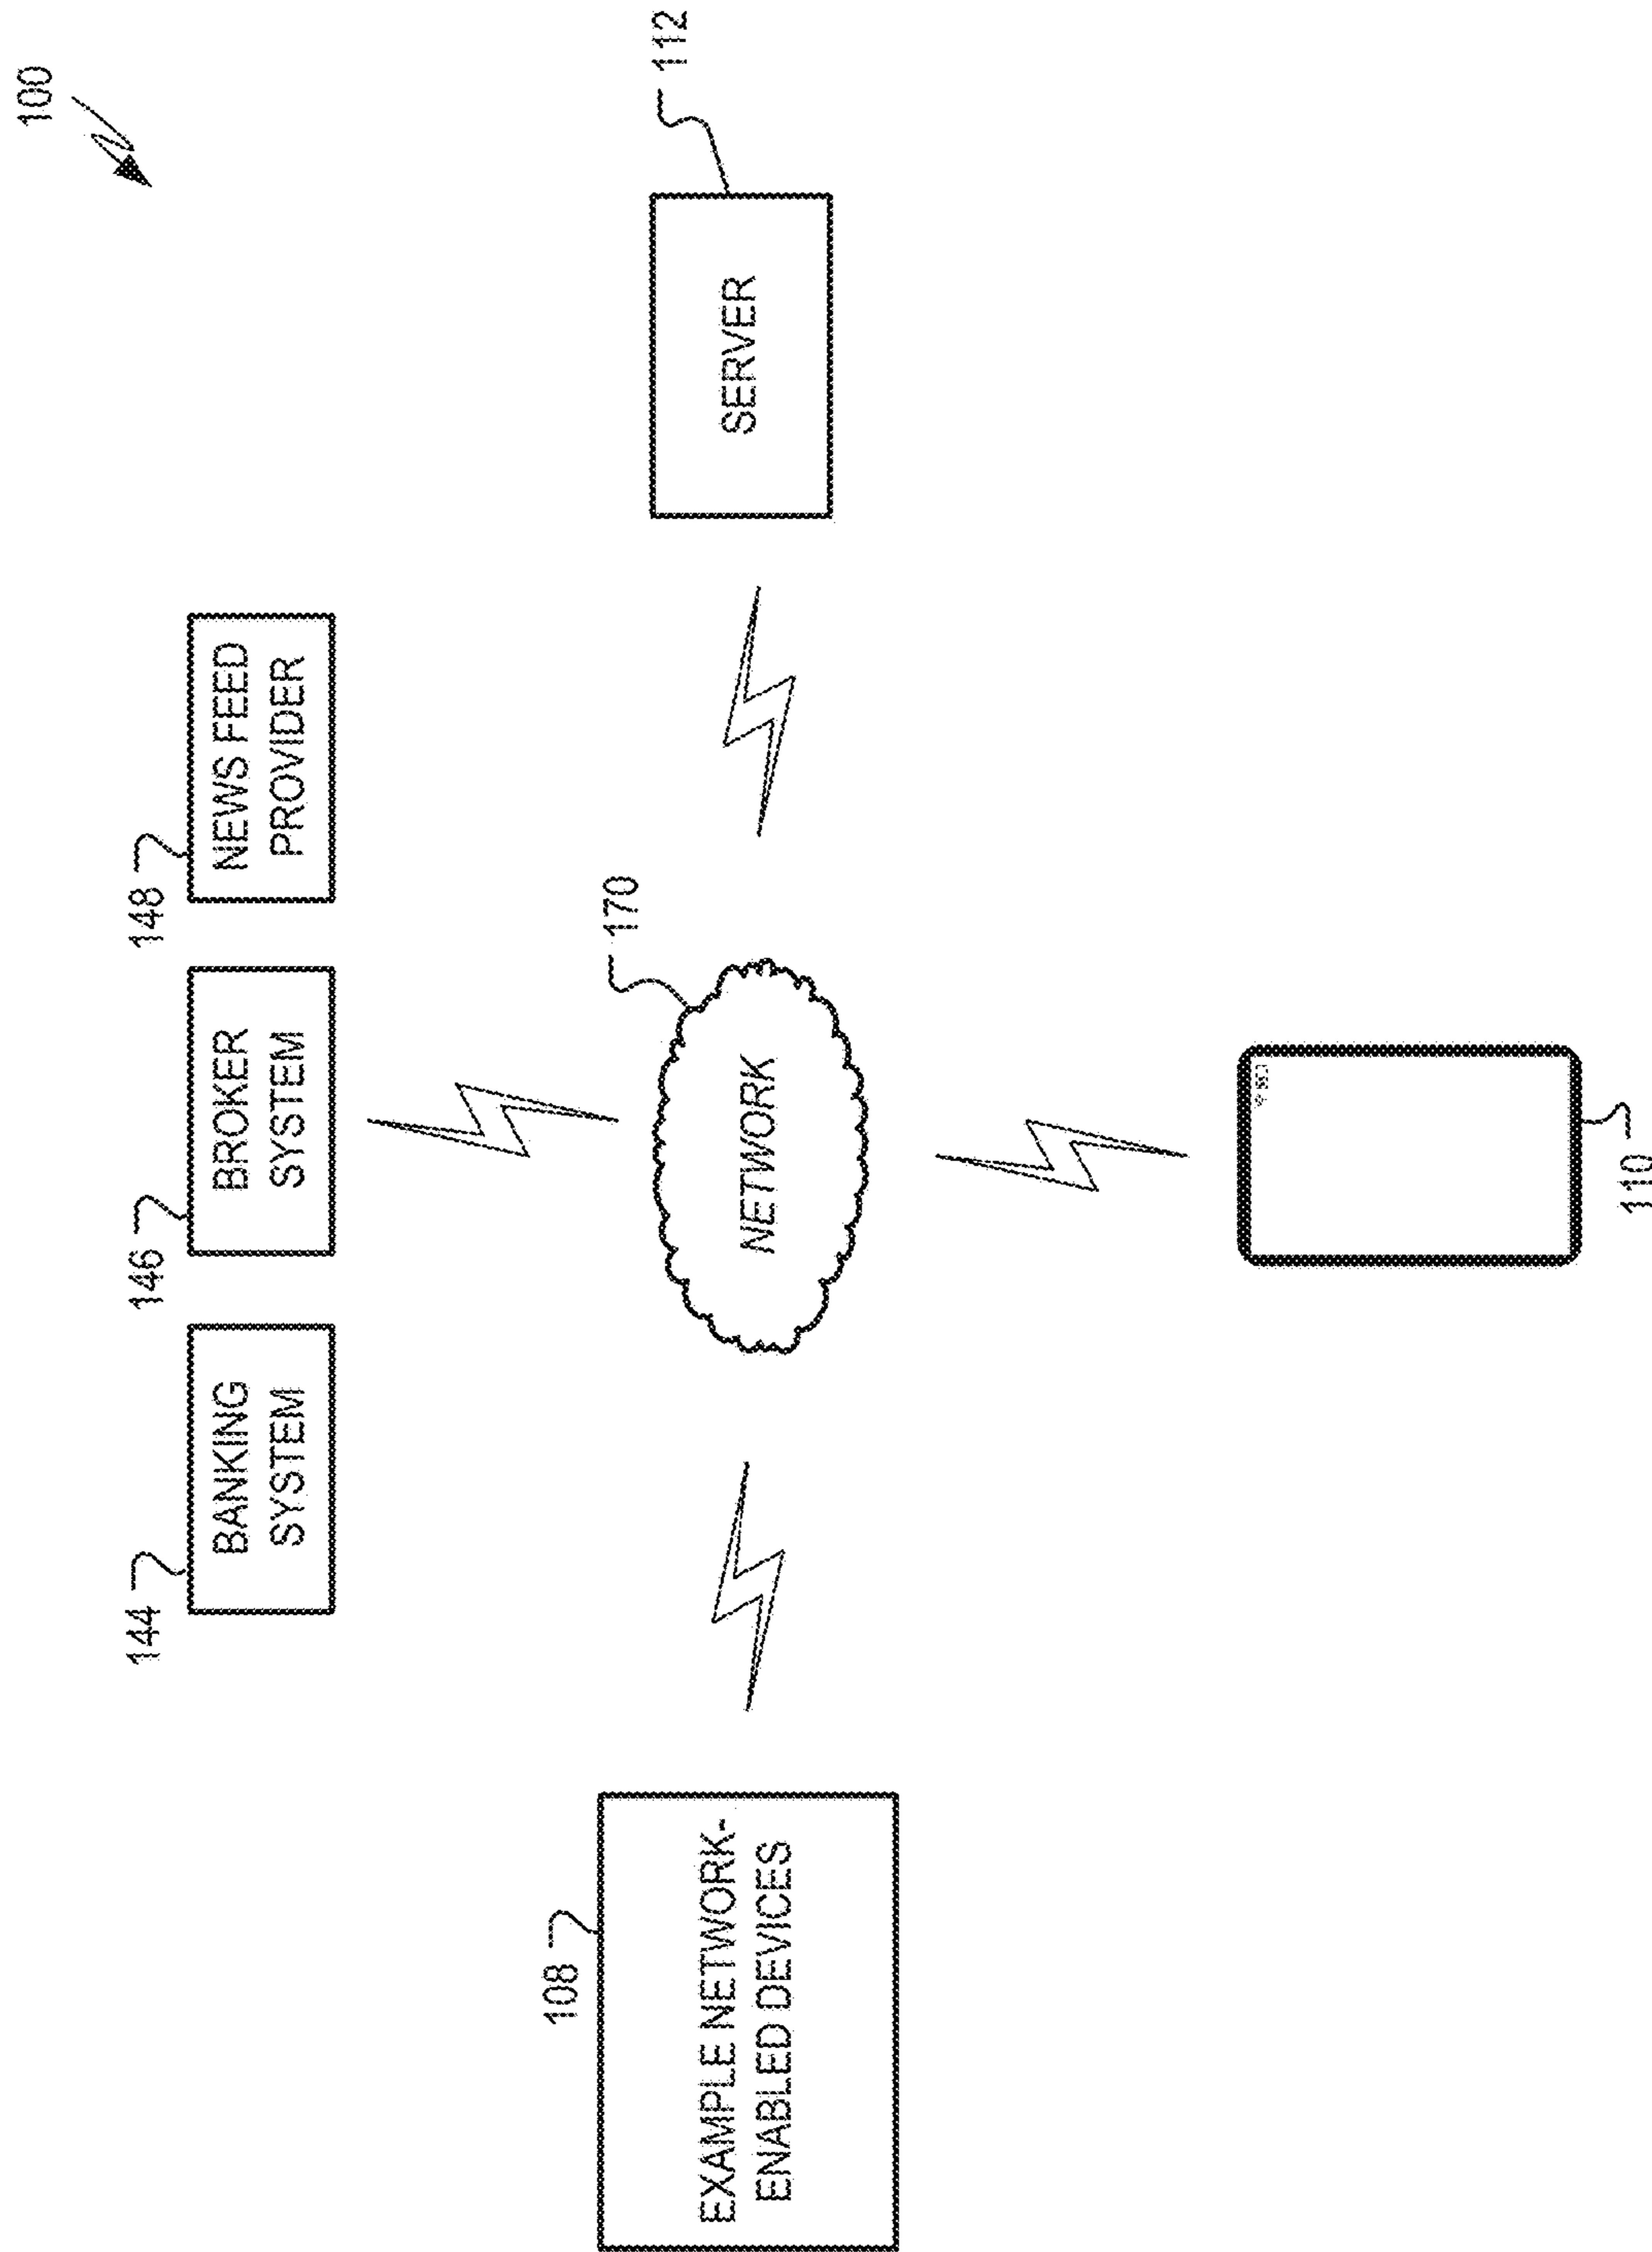 100
144
146
148
BANKING
SYSTEM
BROKER
SYSTEM
NEWS FEED
PROVIDER
108
170
112
EXAMPLE NETWORK-
ENABLED DEVICES
NETWORK
SERVER
110